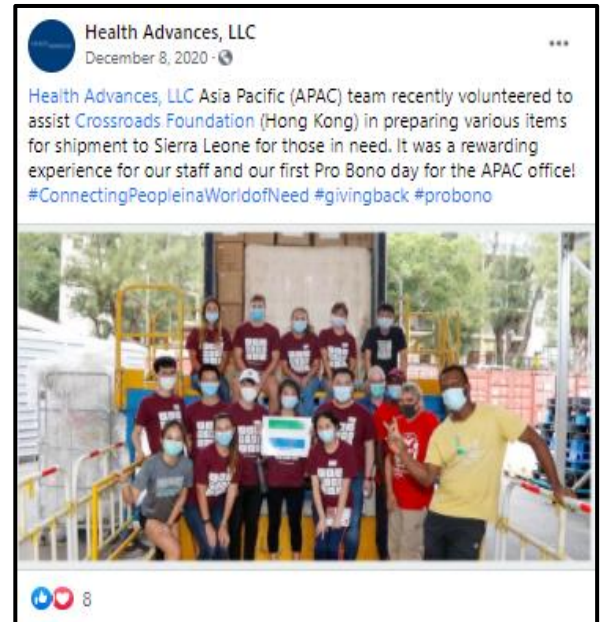 Health Advances, LLC
December 8, 2020 ·
Health Advances, LLC Asia Pacific (APAC) team recently volunteered to
assist Crossroads Foundation (Hong Kong) in preparing various items
for shipment to Sierra Leone for those in need. It was a rewarding
experience for our staff and our first Pro Bono day for the APAC office!
#ConnectingPeopleinaWorldofNeed #givingback #probono
8